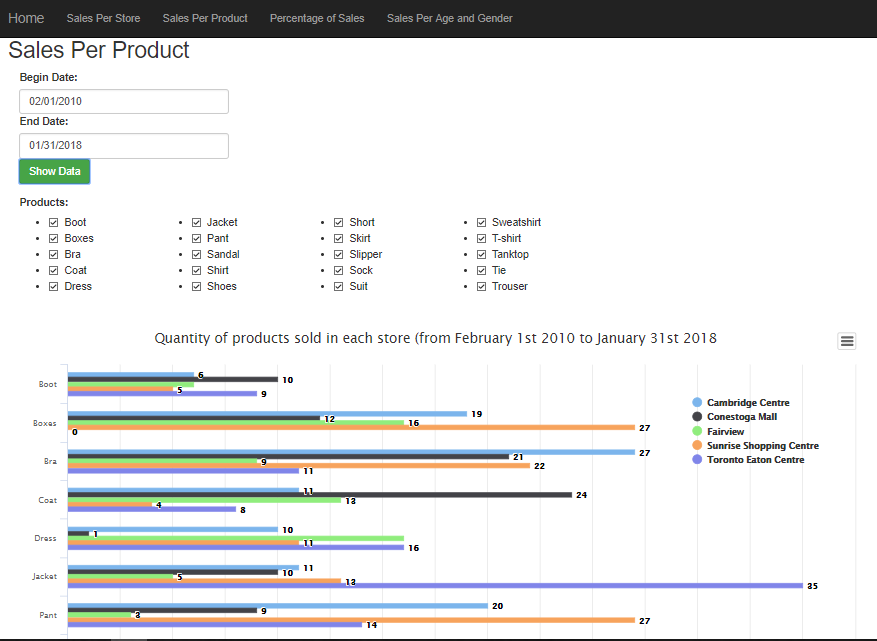 Home Sales Per Store Sales Per Product Percentage of Sales Sales Per Age and Gender
Sales Per Product
Begin Date:
02/01/2010
End Date:
01/31/2018
Show Data
Products:
Boot Jacket Short Sweatshirt
Boxes Pant Skirt T-shirt
Bra Sandal Slipper Tanktop
Coat Shirt Sock Tie
Dress Shoes Suit Trouser
Quantity of products sold in each store (from February 1st 2010 to January 31st 2018
Boot
6
10
5
9
Boxes
19
12
16
27
0
Bra
27
21
9
22
11
Coat
11
24
13
4
8
Dress
10
1
11
16
Jacket
11
10
5
13
35
Pant
20
9
3
27
14
Cambridge Centre
Conestoga Mall
Fairview
Sunrise Shopping Centre
Toronto Eaton Centre